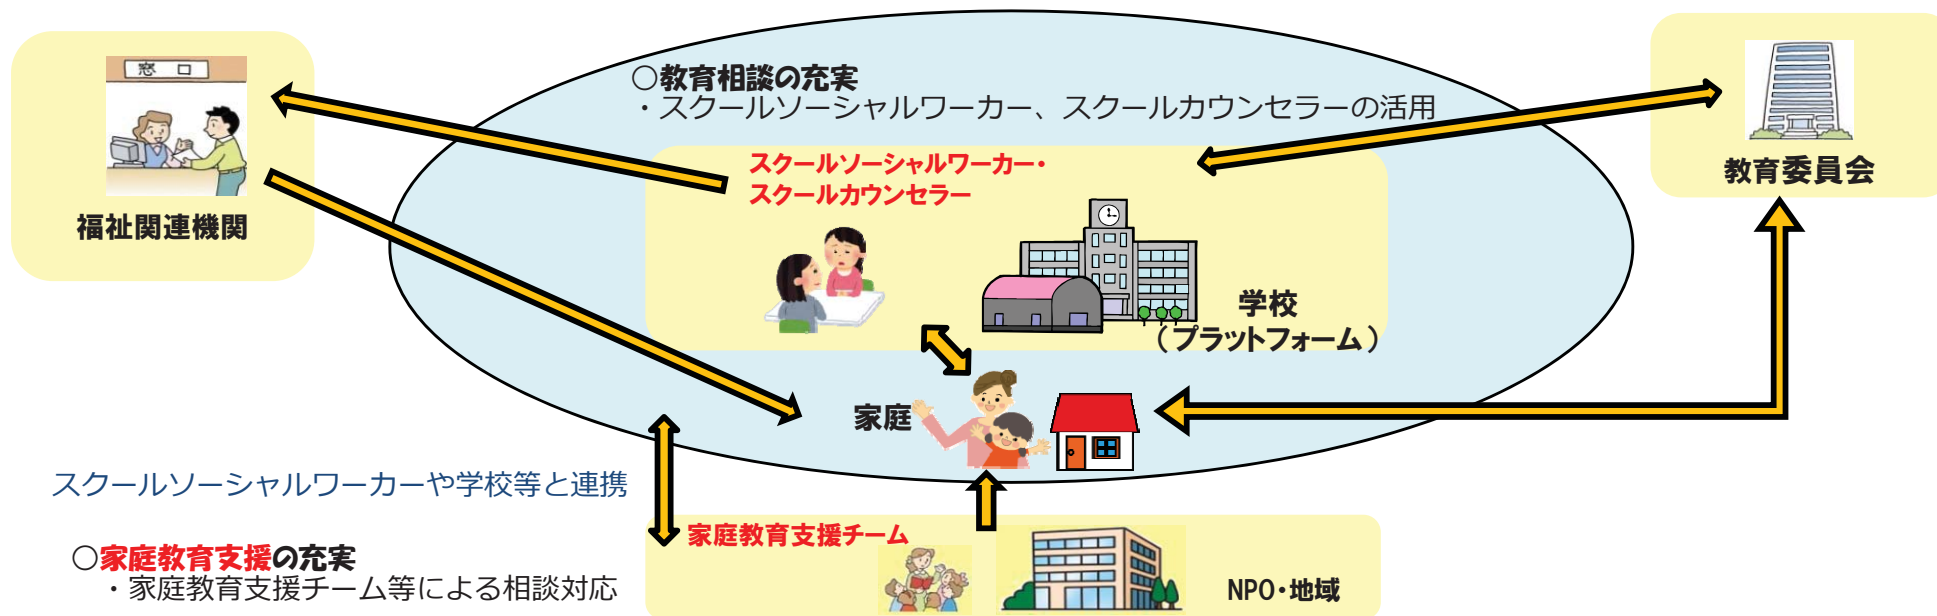 窓口
福祉関連機関
○教育相談の充実
・スクールソーシャルワーカー、スクールカウンセラーの活用
スクールソーシャルワーカー・
スクールカウンセラー
学校
（プラットフォーム）
教育委員会
家庭
スクールソーシャルワーカーや学校等と連携
○家庭教育支援の充実
・家庭教育支援チーム等による相談対応
家庭教育支援チーム
NPO・地域